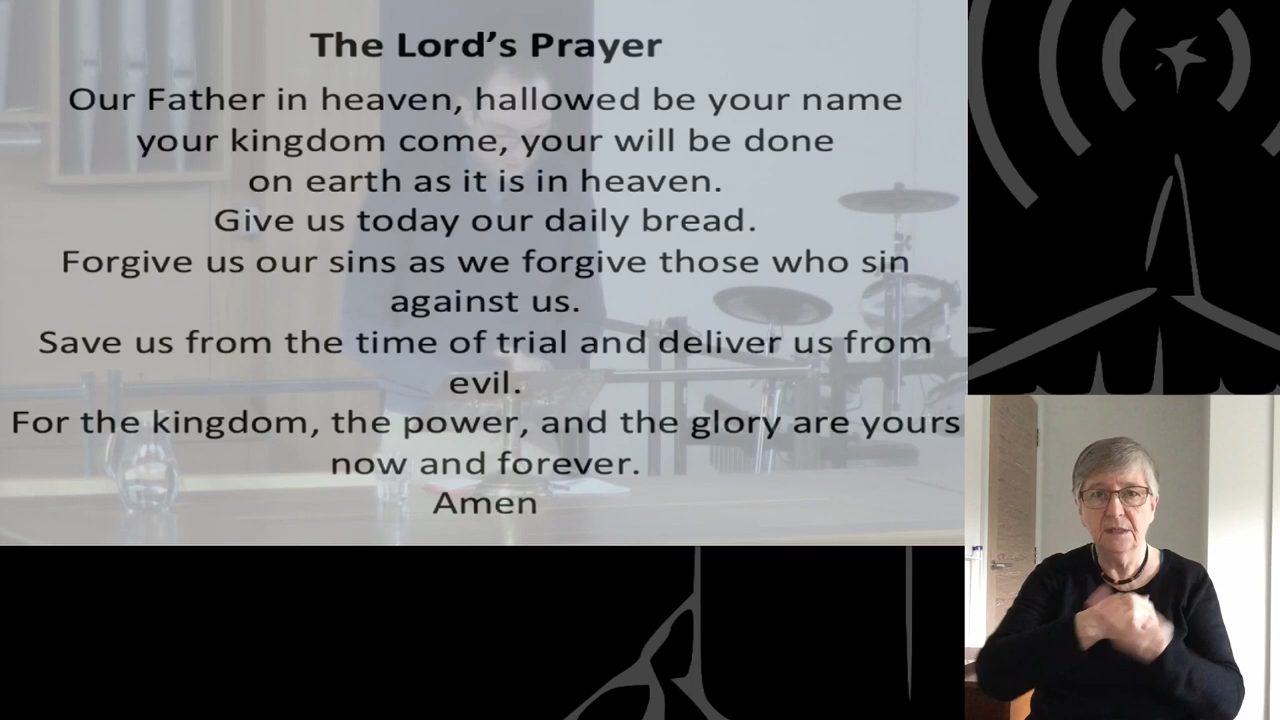 The Lord’s Prayer
Our Father in heaven, hallowed be your name
your kingdom come, your will be done
on earth as it is in heaven.
Give us today our daily bread.
Forgive us our sins as we forgive those who sin
against us.
Save us from the time of trial and deliver us from
evil.
For the kingdom, the power, and the glory are yours
now and forever.
Amen